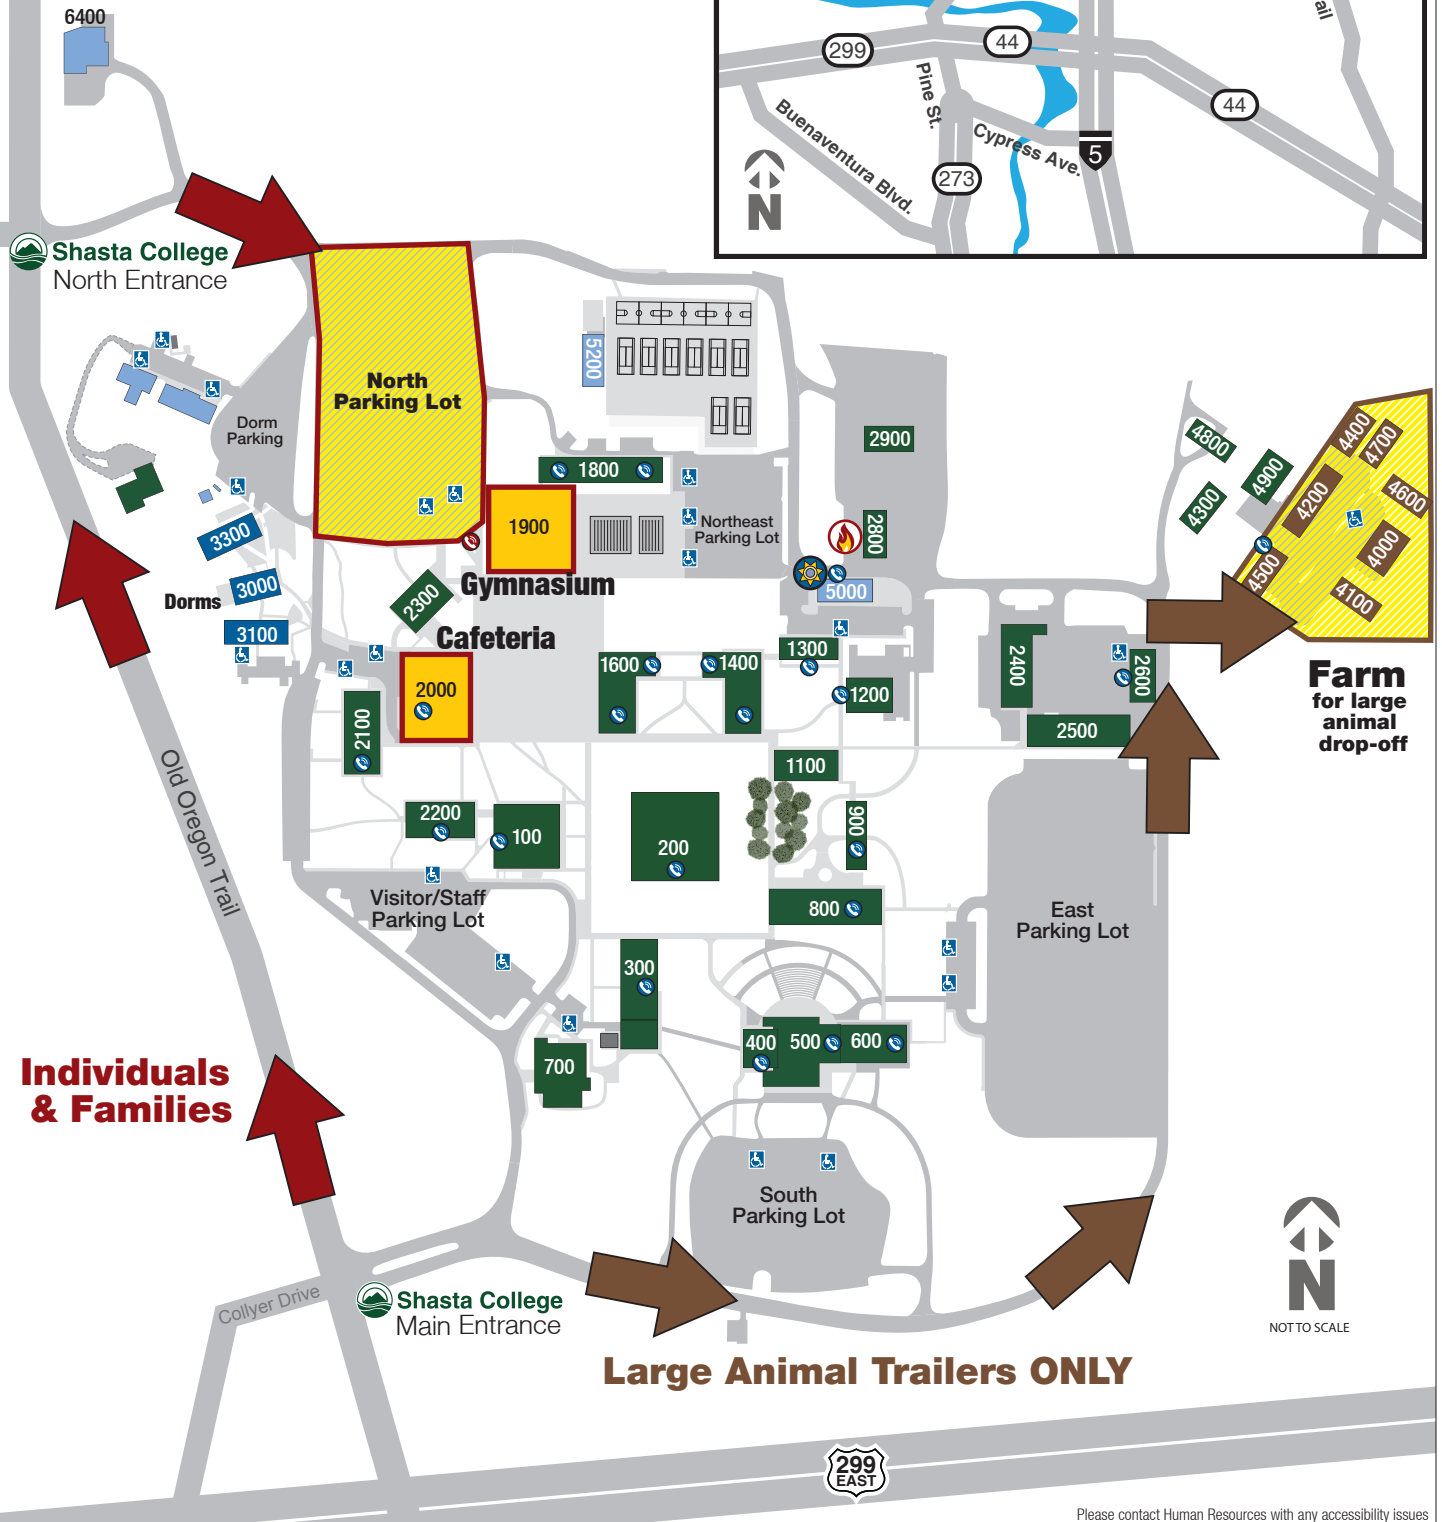 6400
299
44
44
ail
Pine St.
Buenaventura Blvd.
Cypress Ave.
5
273
N
Shasta College
North Entrance
North
Parking Lot
5200
Dorm
Parking
2900
1800
1900
Northeast
Parking Lot
2800
4800
4900
4300
4400
4700
4200
4600
4000
4500
4100
3300
3000
3100
Dorms
Gymnasium
2300
Cafeteria
5000
2000
2100
1600
1400
1300
1200
2400
2600
2500
Farm
for large
animal
drop-off
1100
Old Oregon Trail
2200
100
200
900
Visitor/Staff
Parking Lot
800
East
Parking Lot
300
400
500
600
700
Individuals
& Families
South
Parking Lot
Collyer Drive
Shasta College
Main Entrance
N
NOT TO SCALE
Large Animal Trailers ONLY
299
EAST
Please contact Human Resources with any accessibility issues